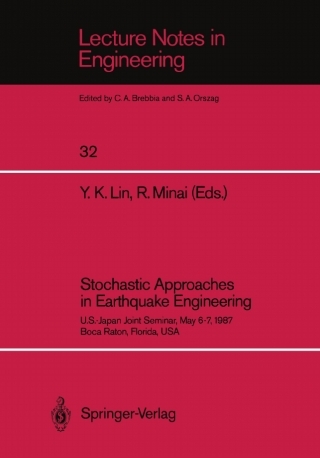 Lecture Notes in
Engineering
Edited by C. A. Brebbia and S. A. Orszag
32
Y. K. Lin, R. Minai (Eds.)
Stochastic Approaches
in Earthquake Engineering
U.S.-Japan Joint Seminar, May 6-7, 1987
Boca Raton, Florida, USA
Springer-Verlag